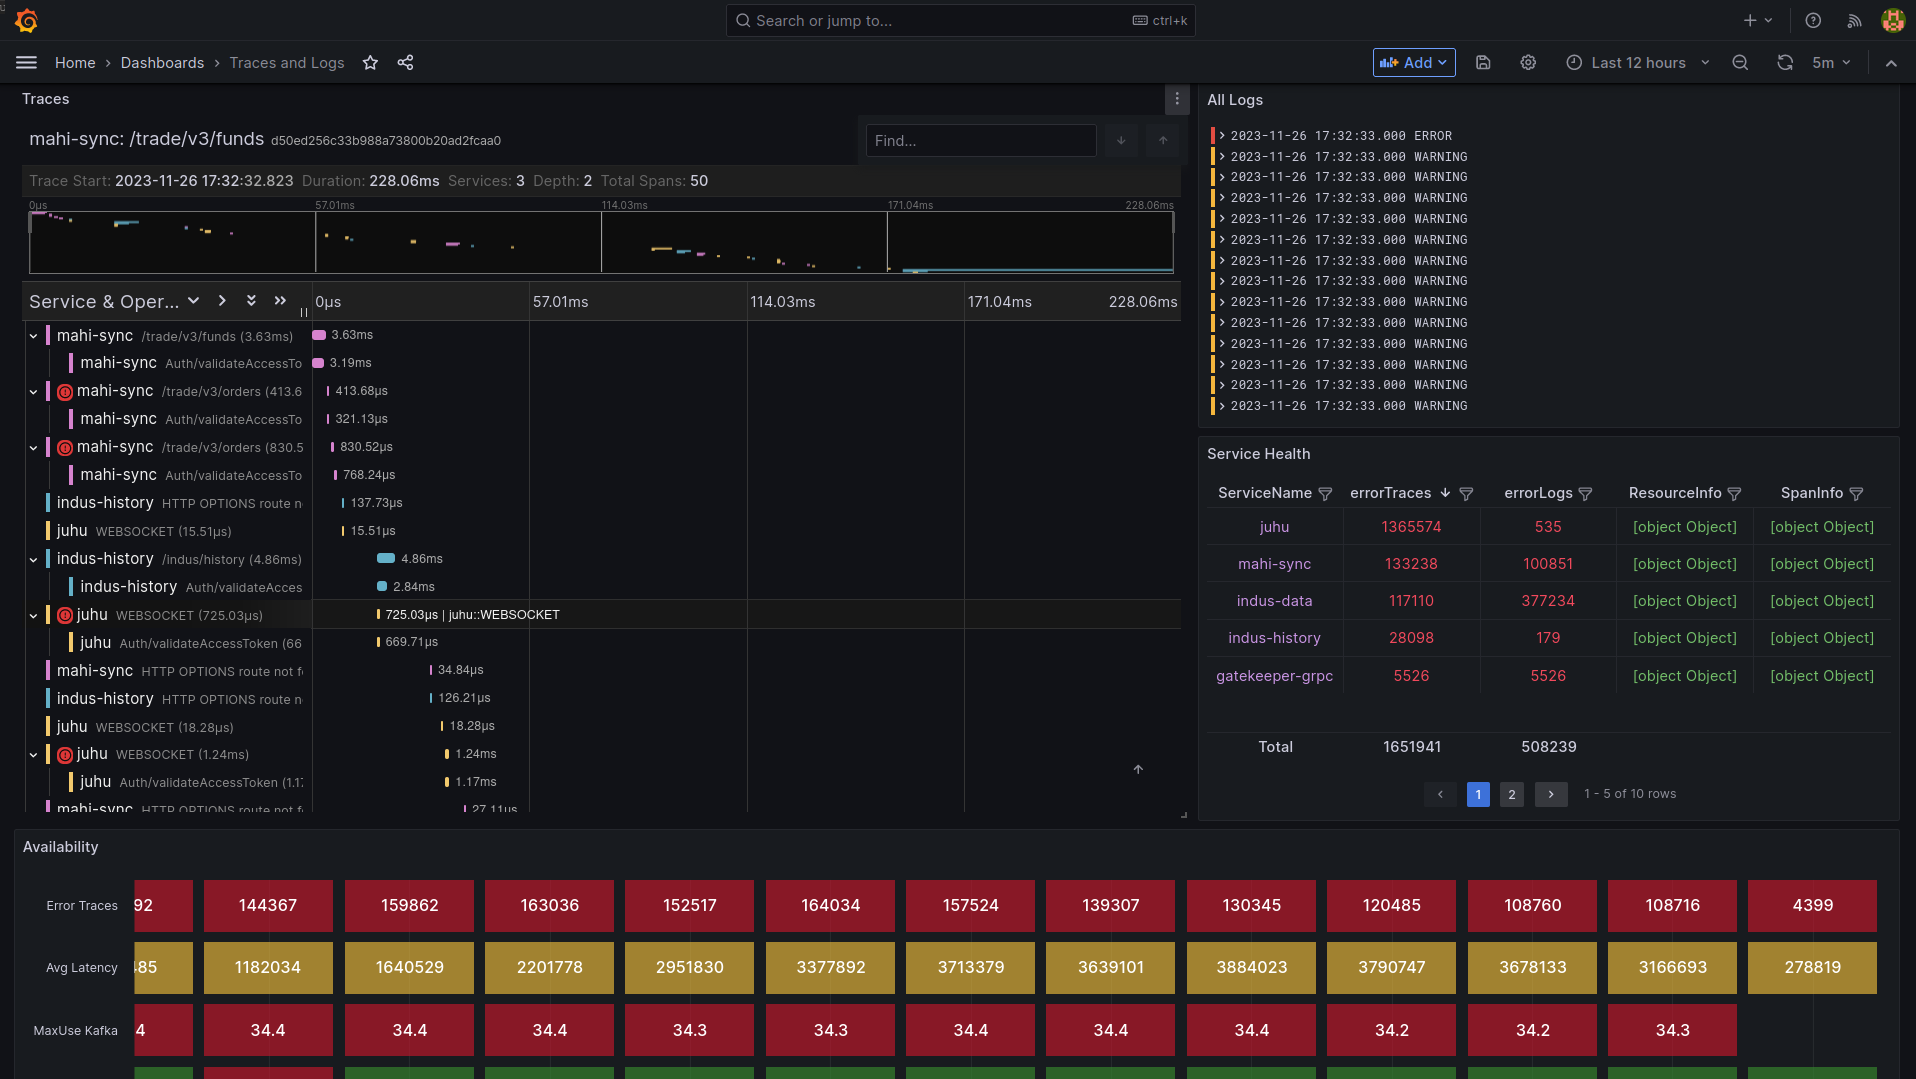 Search or jump to...
ctrl+k
Home
Dashboards
Traces and Logs
Add
Last 12 hours
5m
Traces
mahi-sync: /trade/v3/funds d50ed256c33b988a73800b20ad2fcaa0
Find...
Trace Start: 2023-11-26 17:32:32.823 Duration: 228.06ms Services: 3 Depth: 2 Total Spans: 50
0μs 57.01ms 114.03ms 171.04ms 228.06ms
Service & Oper... 0μs 57.01ms 114.03ms 171.04ms 228.06ms
mahi-sync /trade/v3/funds (3.63ms) 3.63ms
mahi-sync Auth/validateAccessTo 3.19ms
mahi-sync /trade/v3/orders (413.6 413.68μs
mahi-sync Auth/validateAccessTo 321.13μs
mahi-sync /trade/v3/orders (830.5 830.52μs
mahi-sync Auth/validateAccessTo 768.24μs
indus-history HTTP OPTIONS route n 137.73μs
juhu WEBSOCKET (15.51μs) 15.51μs
indus-history /indus/history (4.86ms) 4.86ms
indus-history Auth/validateAcces 2.84ms
juhu WEBSOCKET (725.03μs) 725.03μs | juhu::WEBSOCKET
juhu Auth/validateAccessToken (66 669.71μs
mahi-sync HTTP OPTIONS route not f 34.84μs
indus-history HTTP OPTIONS route n 126.21μs
juhu WEBSOCKET (18.28μs) 18.28μs
juhu WEBSOCKET (1.24ms) 1.24ms
juhu Auth/validateAccessToken (1.17 1.17ms
mahi-sync HTTP OPTIONS route not f 27.11μs
All Logs
2023-11-26 17:32:33.000 ERROR
2023-11-26 17:32:33.000 WARNING
2023-11-26 17:32:33.000 WARNING
2023-11-26 17:32:33.000 WARNING
2023-11-26 17:32:33.000 WARNING
2023-11-26 17:32:33.000 WARNING
2023-11-26 17:32:33.000 WARNING
2023-11-26 17:32:33.000 WARNING
2023-11-26 17:32:33.000 WARNING
2023-11-26 17:32:33.000 WARNING
2023-11-26 17:32:33.000 WARNING
2023-11-26 17:32:33.000 WARNING
2023-11-26 17:32:33.000 WARNING
2023-11-26 17:32:33.000 WARNING
Service Health
ServiceName errorTraces errorLogs ResourceInfo SpanInfo
juhu 1365574 535 [object Object] [object Object]
mahi-sync 133238 100851 [object Object] [object Object]
indus-data 117110 377234 [object Object] [object Object]
indus-history 28098 179 [object Object] [object Object]
gatekeeper-grpc 5526 5526 [object Object] [object Object]
Total 1651941 508239
1 2 1 - 5 of 10 rows
Availability
Error Traces 92 144367 159862 163036 152517 164034 157524 139307 130345 120485 108760 108716 4399
Avg Latency 485 1182034 1640529 2201778 2951830 3377892 3713379 3639101 3884023 3790747 3678133 3166693 278819
MaxUse Kafka 4 34.4 34.4 34.4 34.3 34.3 34.4 34.4 34.4 34.2 34.2 34.3